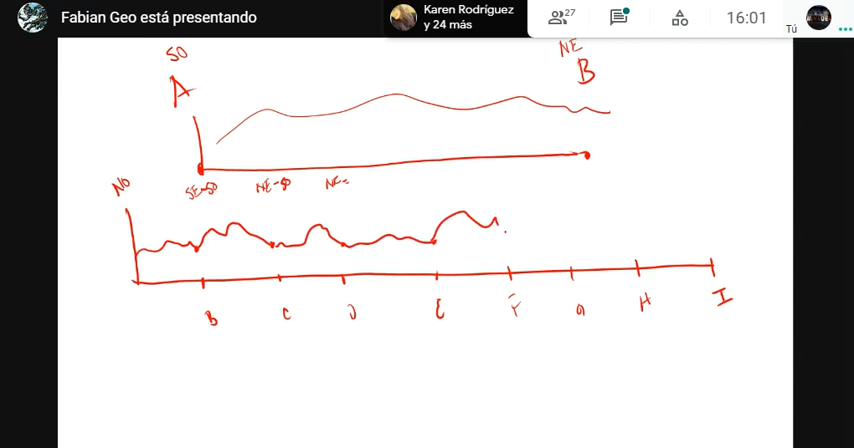 Fabian Geo está presentando
Karen Rodríguez
y 24 más
27
16:01
Tú
SO
NE
A
B
SE-SO
NE-SO
NE-
NO
B
C
D
E
F
G
H
I